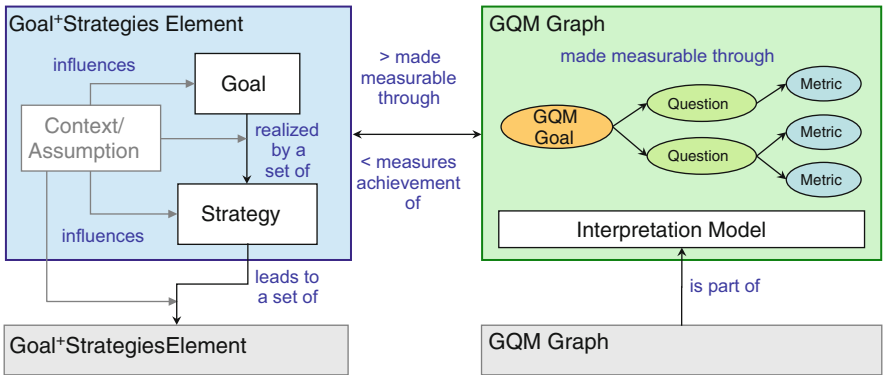 Goal⁺Strategies Element
influences
Goal
Context/
Assumption
realized
by a
set of
Strategy
influences
leads to
a set of
Goal⁺StrategiesElement
> made
measurable
through
< measures
achievement
of
GQM Graph
made measurable through
GQM
Goal
Question
Question
Metric
Metric
Metric
Interpretation Model
is part of
GQM Graph